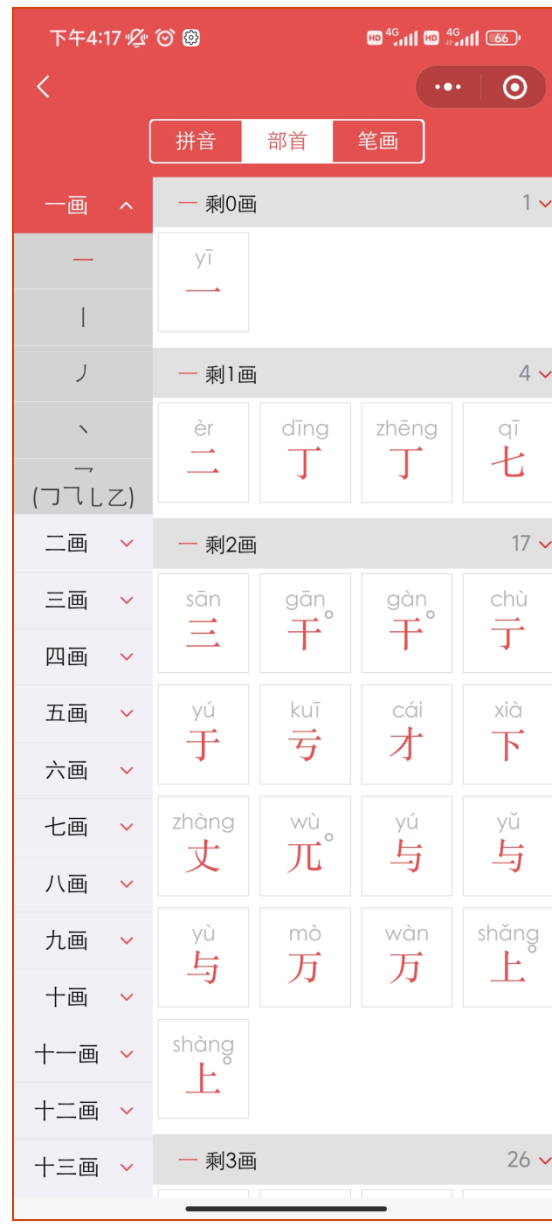 下午4:17 HD 4G HD 4G 66
拼音 部首 笔画
一画
一
丨
丿
丶
乛
(㇆⺄乚乙)
二画
三画
四画
五画
六画
七画
八画
九画
十画
十一画
十二画
十三画
一 剩0画 1
yī
一
一 剩1画 4
èr dīng zhēng qī
二 丁 丁 七
一 剩2画 17
sān gān gàn chù
三 干 干 亍
yú kuī cái xià
于 亏 才 下
zhàng wù yú yǔ
丈 兀 与 与
yù mò wàn shǎng
与 万 万 上
shàng
上
一 剩3画 26